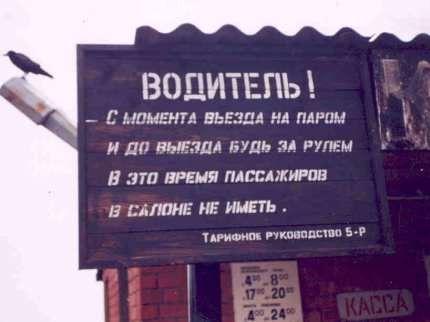 ВОДИТЕЛЬ!
С МОМЕНТА ВЬЕЗДА НА ПАРОМ
И ДО ВЫЕЗДА БУДЬ ЗА РУЛЕМ
В ЭТО ВРЕМЯ ПАССАЖИРОВ
В САЛОНЕ НЕ ИМЕТЬ.
ТАРИФНОЕ РУКОВОДСТВО 5-Р
КАССА